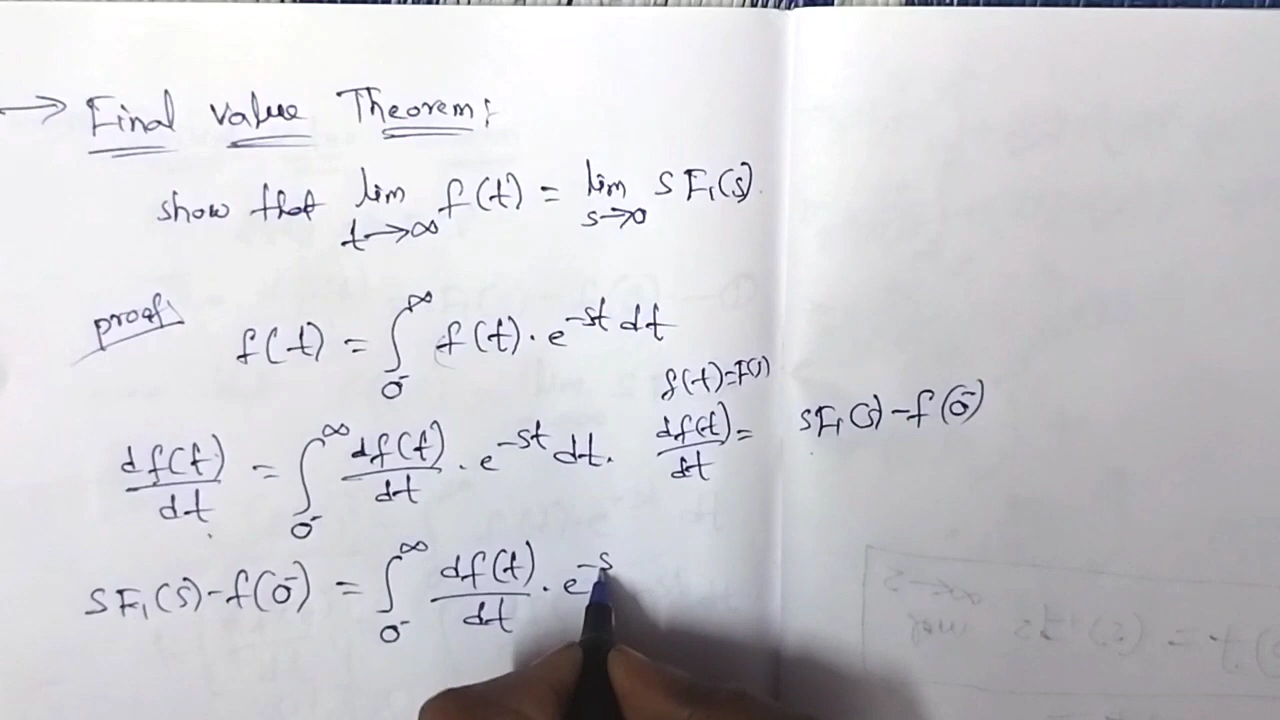 → Final value Theorem:
show that lim t→∞ f(t) = lim s→0 S F₁(s).
proof
f(t) = ∫₀⁻^∞ f(t) · e^-st dt
f(t)=F(s)
df(t)/dt = ∫₀⁻^∞ df(t)/dt · e^-st dt. df(t)/dt = SF₁(s) - f(0⁻)
SF₁(s) - f(0⁻) = ∫₀⁻^∞ df(t)/dt · e^-s